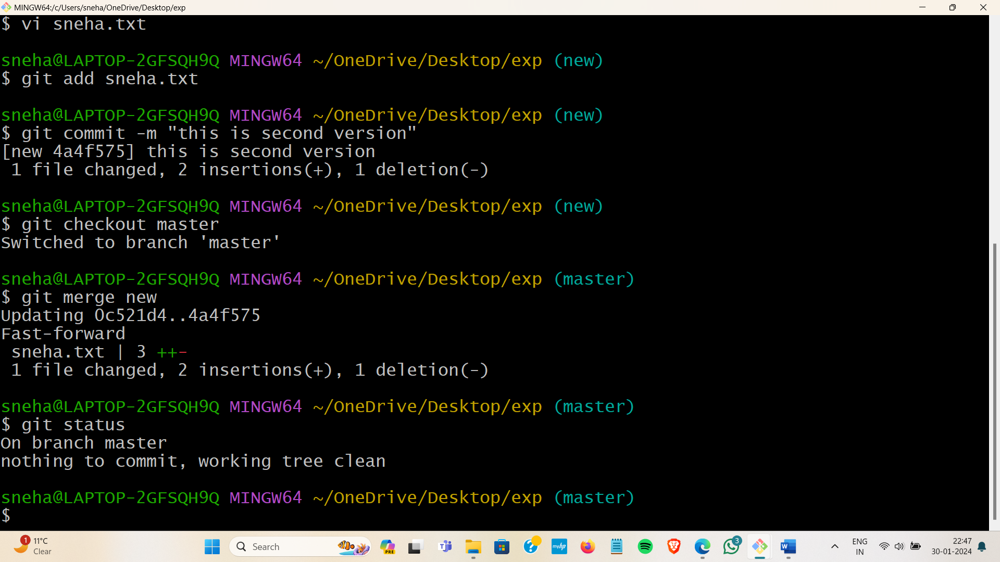 MINGW64:/c/Users/sneha/OneDrive/Desktop/exp
$ vi sneha.txt
sneha@LAPTOP-2GFSQH9Q MINGW64 ~/OneDrive/Desktop/exp (new)
$ git add sneha.txt
sneha@LAPTOP-2GFSQH9Q MINGW64 ~/OneDrive/Desktop/exp (new)
$ git commit -m "this is second version"
[new 4a4f575] this is second version
 1 file changed, 2 insertions(+), 1 deletion(-)
sneha@LAPTOP-2GFSQH9Q MINGW64 ~/OneDrive/Desktop/exp (new)
$ git checkout master
Switched to branch 'master'
sneha@LAPTOP-2GFSQH9Q MINGW64 ~/OneDrive/Desktop/exp (master)
$ git merge new
Updating 0c521d4..4a4f575
Fast-forward
 sneha.txt | 3 ++-
 1 file changed, 2 insertions(+), 1 deletion(-)
sneha@LAPTOP-2GFSQH9Q MINGW64 ~/OneDrive/Desktop/exp (master)
$ git status
On branch master
nothing to commit, working tree clean
sneha@LAPTOP-2GFSQH9Q MINGW64 ~/OneDrive/Desktop/exp (master)
$
1
11°C
Clear
Search
PRE
T
?
myhp
3
W
ENG
IN
22:47
30-01-2024